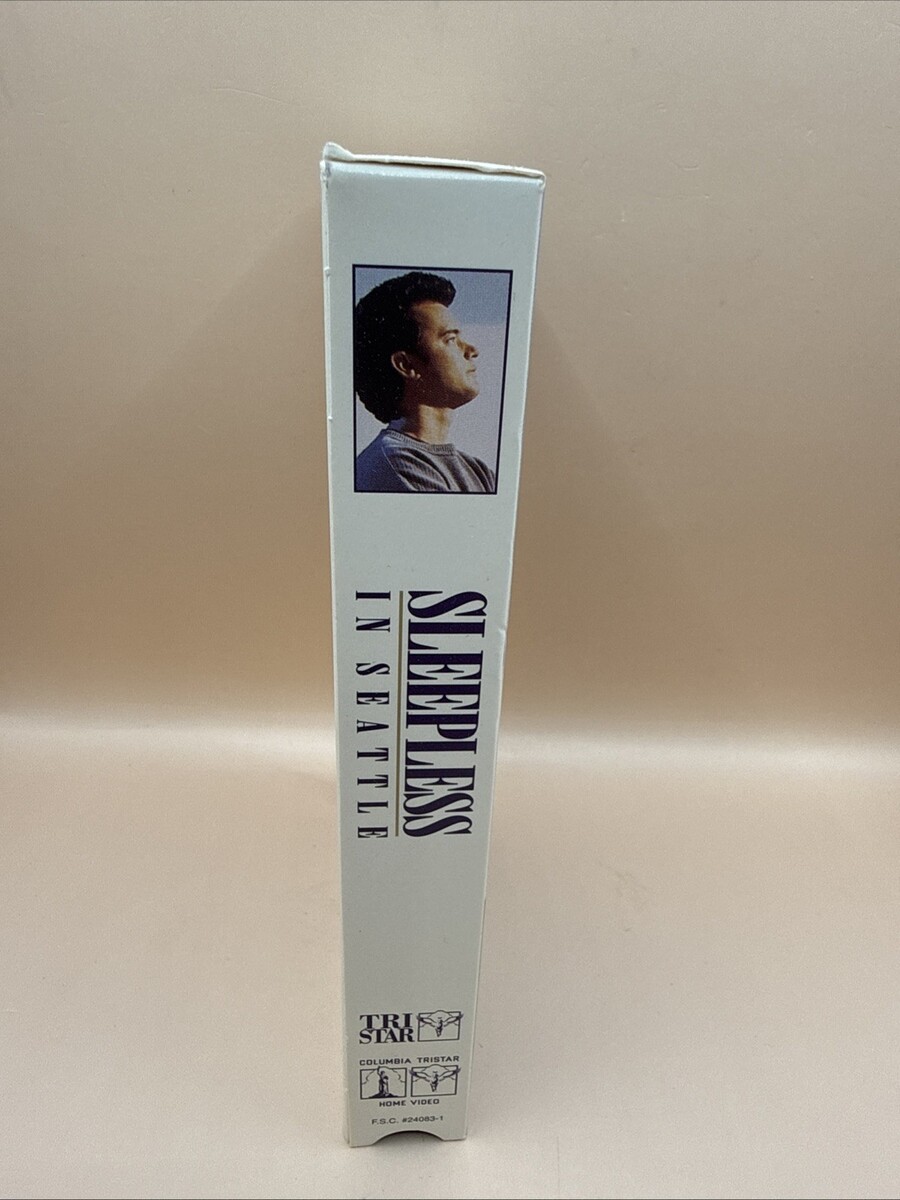 SLEEPLESS
IN SEATTLE
TRI
STAR
COLUMBIA TRISTAR
HOME VIDEO
F.S.C. #24083-1